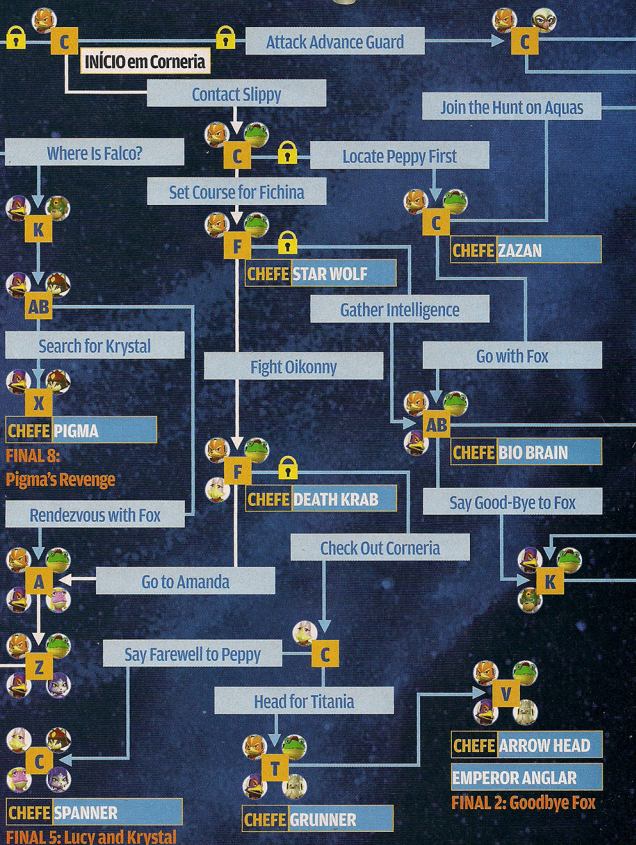 C
INÍCIO em Corneria
Attack Advance Guard
C
Contact Slippy
Join the Hunt on Aquas
Where Is Falco?
C
Locate Peppy First
Set Course for Fichina
K
F
C
CHEFE ZAZAN
CHEFE STAR WOLF
AB
Gather Intelligence
Search for Krystal
Fight Oikonny
Go with Fox
X
CHEFE PIGMA
FINAL 8:
Pigma's Revenge
AB
CHEFE BIO BRAIN
F
CHEFE DEATH KRAB
Say Good-Bye to Fox
Rendezvous with Fox
Check Out Corneria
A
Go to Amanda
K
Z
Say Farewell to Peppy
C
Head for Titania
V
C
T
CHEFE ARROW HEAD
EMPEROR ANGLAR
FINAL 2: Goodbye Fox
CHEFE SPANNER
CHEFE GRUNNER
FINAL 5: Lucy and Krystal